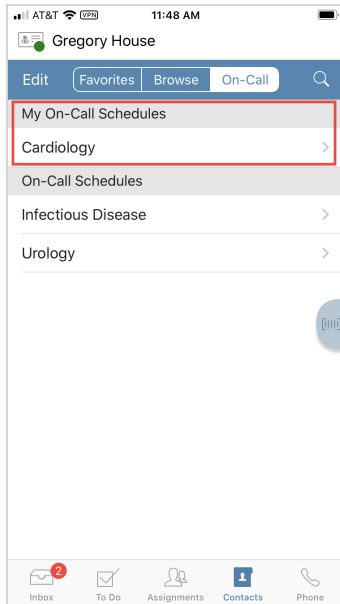 AT&T VPN 11:48 AM
Gregory House
Edit Favorites Browse On-Call
My On-Call Schedules
Cardiology
On-Call Schedules
Infectious Disease
Urology
2
Inbox To Do Assignments Contacts Phone